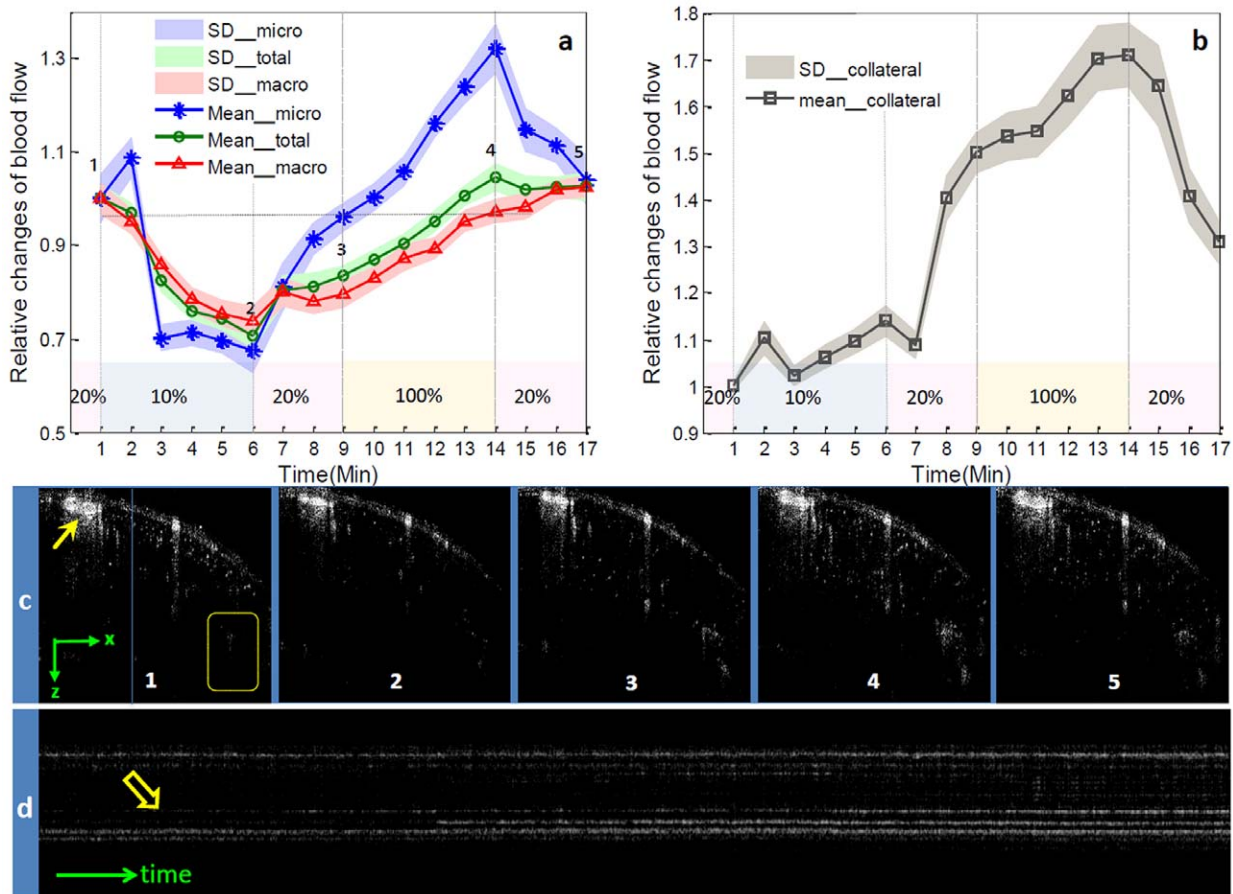 a
SD__micro
SD__total
SD__macro
Mean__micro
Mean__total
Mean__macro
Relative changes of blood flow
1.3
1.1
0.9
0.7
0.5
1
2
3
4
5
20%
10%
20%
100%
20%
1 2 3 4 5 6 7 8 9 10 11 12 13 14 15 16 17
Time(Min)
b
SD__collateral
mean__collateral
Relative changes of blood flow
1.8
1.7
1.6
1.5
1.4
1.3
1.2
1.1
1
0.9
20%
10%
20%
100%
20%
1 2 3 4 5 6 7 8 9 10 11 12 13 14 15 16 17
Time(Min)
c
x
z
1
2
3
4
5
d
time